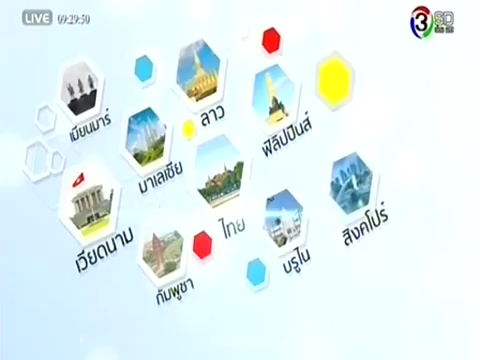 LIVE 09:29:50
3 SD
เมียนมาร์
ลาว
ฟิลิปปินส์
มาเลเซีย
ไทย
สิงคโปร์
เวียดนาม
บรูไน
กัมพูชา